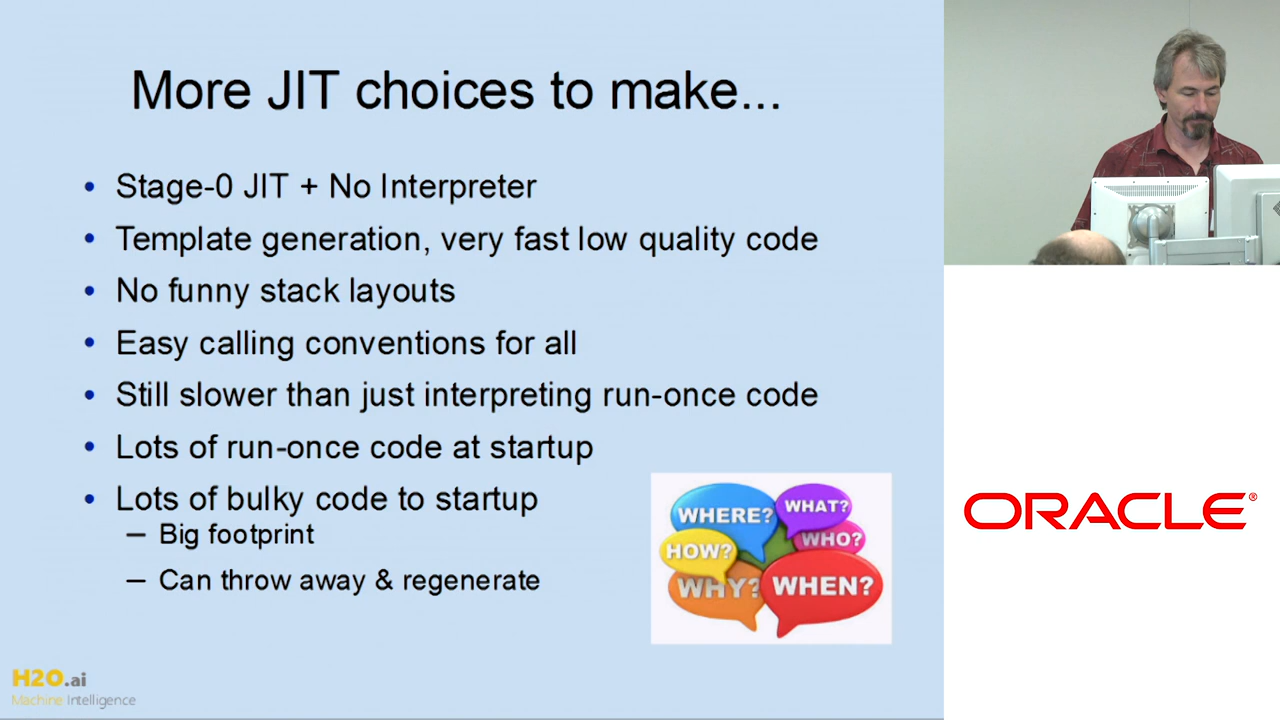 More JIT choices to make...
• Stage-0 JIT + No Interpreter
• Template generation, very fast low quality code
• No funny stack layouts
• Easy calling conventions for all
• Still slower than just interpreting run-once code
• Lots of run-once code at startup
• Lots of bulky code to startup
– Big footprint
– Can throw away & regenerate
WHERE?
WHAT?
HOW?
WHO?
WHY?
WHEN?
H2O.ai
Machine Intelligence
ORACLE®